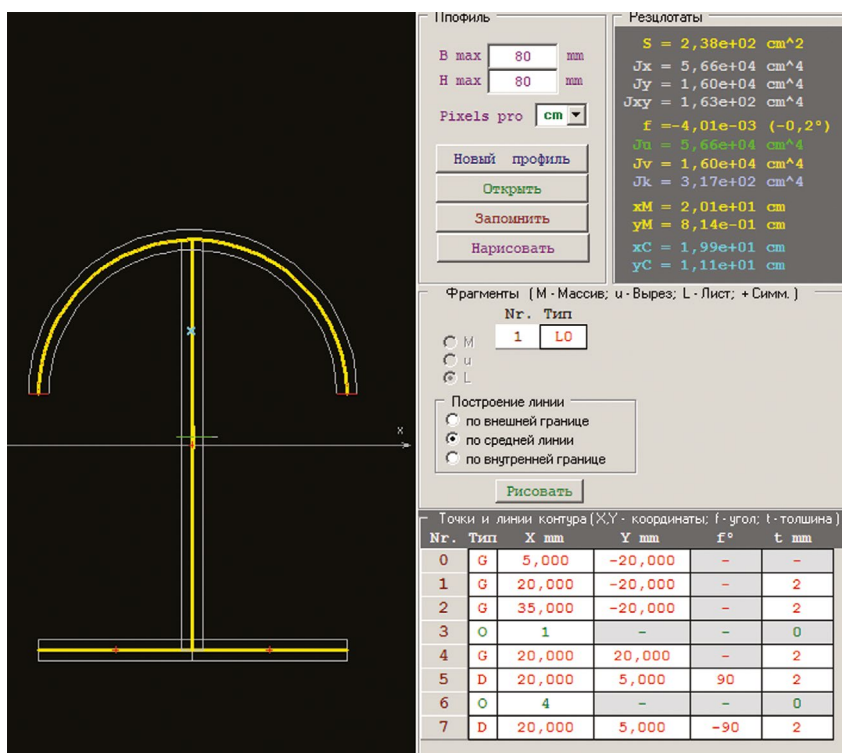 x
Ппофиль
B max 80 mm
H max 80 mm
Pixels pro cm
Новый профиль
Открыть
Запомнить
Нарисовать
Резцлотаты
S = 2,38e+02 cm^2
Jx = 5,66e+04 cm^4
Jy = 1,60e+04 cm^4
Jxy = 1,63e+02 cm^4
f =-4,01e-03 (-0,2°)
Ju = 5,66e+04 cm^4
Jv = 1,60e+04 cm^4
Jk = 3,17e+02 cm^4
xM = 2,01e+01 cm
yM = 8,14e-01 cm
xC = 1,99e+01 cm
yC = 1,11e+01 cm
Фрагменты (M - Массив; u - Вырез; L - Лист; + Симм.)
Nr. Тип
1 L0
M
u
L
Построение линии
по внешней границе
по средней линии
по внутренней границе
Рисовать
Точки и линии контура (X,Y - координаты; f - угол; t - толшина)
Nr. Тип X mm Y mm f° t mm
0 G 5,000 -20,000 - -
1 G 20,000 -20,000 - 2
2 G 35,000 -20,000 - 2
3 O 1 - - 0
4 G 20,000 20,000 - 2
5 D 20,000 5,000 90 2
6 O 4 - - 0
7 D 20,000 5,000 -90 2